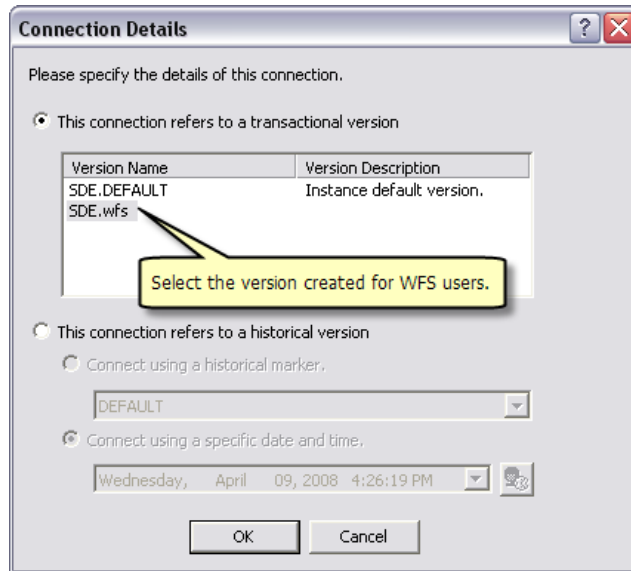 Connection Details
Please specify the details of this connection.
This connection refers to a transactional version
Version Name Version Description
SDE.DEFAULT Instance default version.
SDE.wfs
Select the version created for WFS users.
This connection refers to a historical version
Connect using a historical marker.
DEFAULT
Connect using a specific date and time.
Wednesday, April 09, 2008 4:26:19 PM
OK Cancel